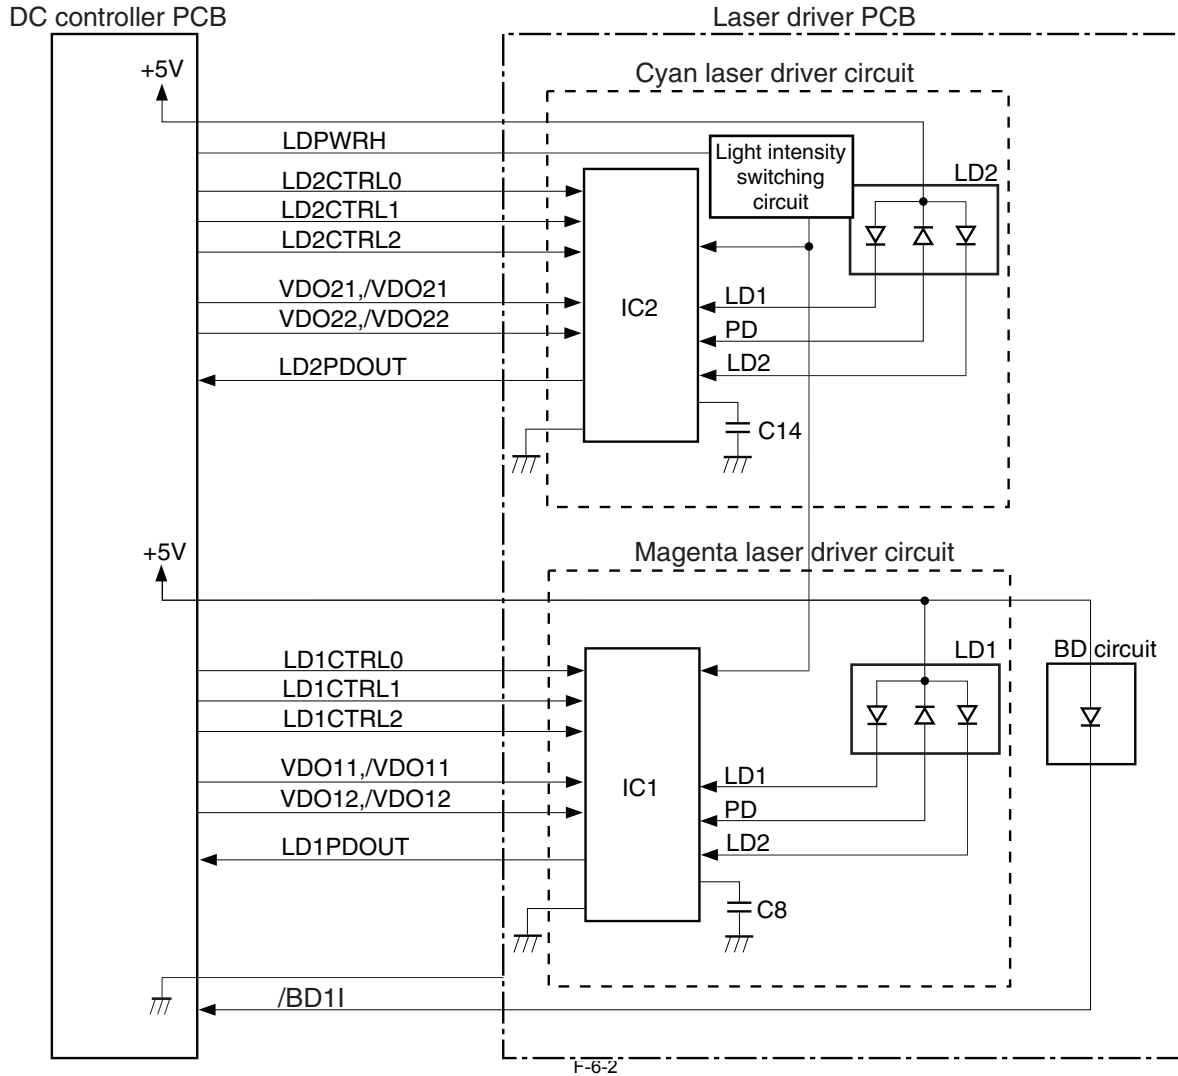 DC controller PCB
Laser driver PCB
+5V
Cyan laser driver circuit
LDPWRH
Light intensity
switching
circuit
LD2
LD2CTRL0
LD2CTRL1
LD2CTRL2
VDO21,/VDO21
VDO22,/VDO22
LD2PDOUT
IC2
LD1
PD
LD2
C14
+5V
Magenta laser driver circuit
LD1CTRL0
LD1CTRL1
LD1CTRL2
VDO11,/VDO11
VDO12,/VDO12
LD1PDOUT
IC1
LD1
BD circuit
LD1
PD
LD2
C8
/BD1I
F-6-2